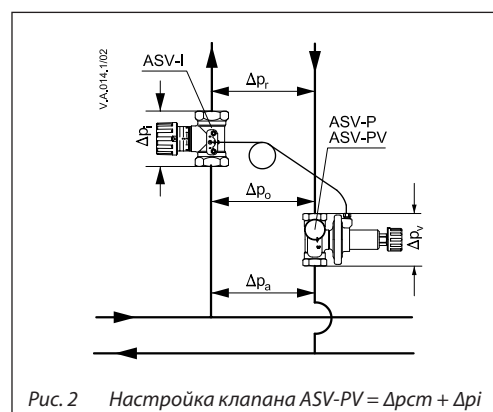 V.A.014.1/02
ASV-I
Δpᵣ
ASV-P
ASV-PV
Δpᵢ
Δpₒ
Δpᵥ
Δpₐ
Рис. 2 Настройка клапана ASV-PV = Δpcm + Δpi